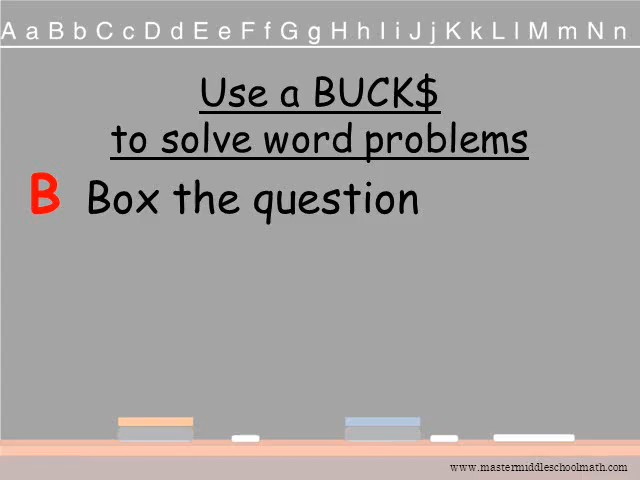 A a B b C c D d E e F f G g H h I i J j K k L l M m N n
Use a BUCK$
to solve word problems
B Box the question
www.mastermiddleschoolmath.com